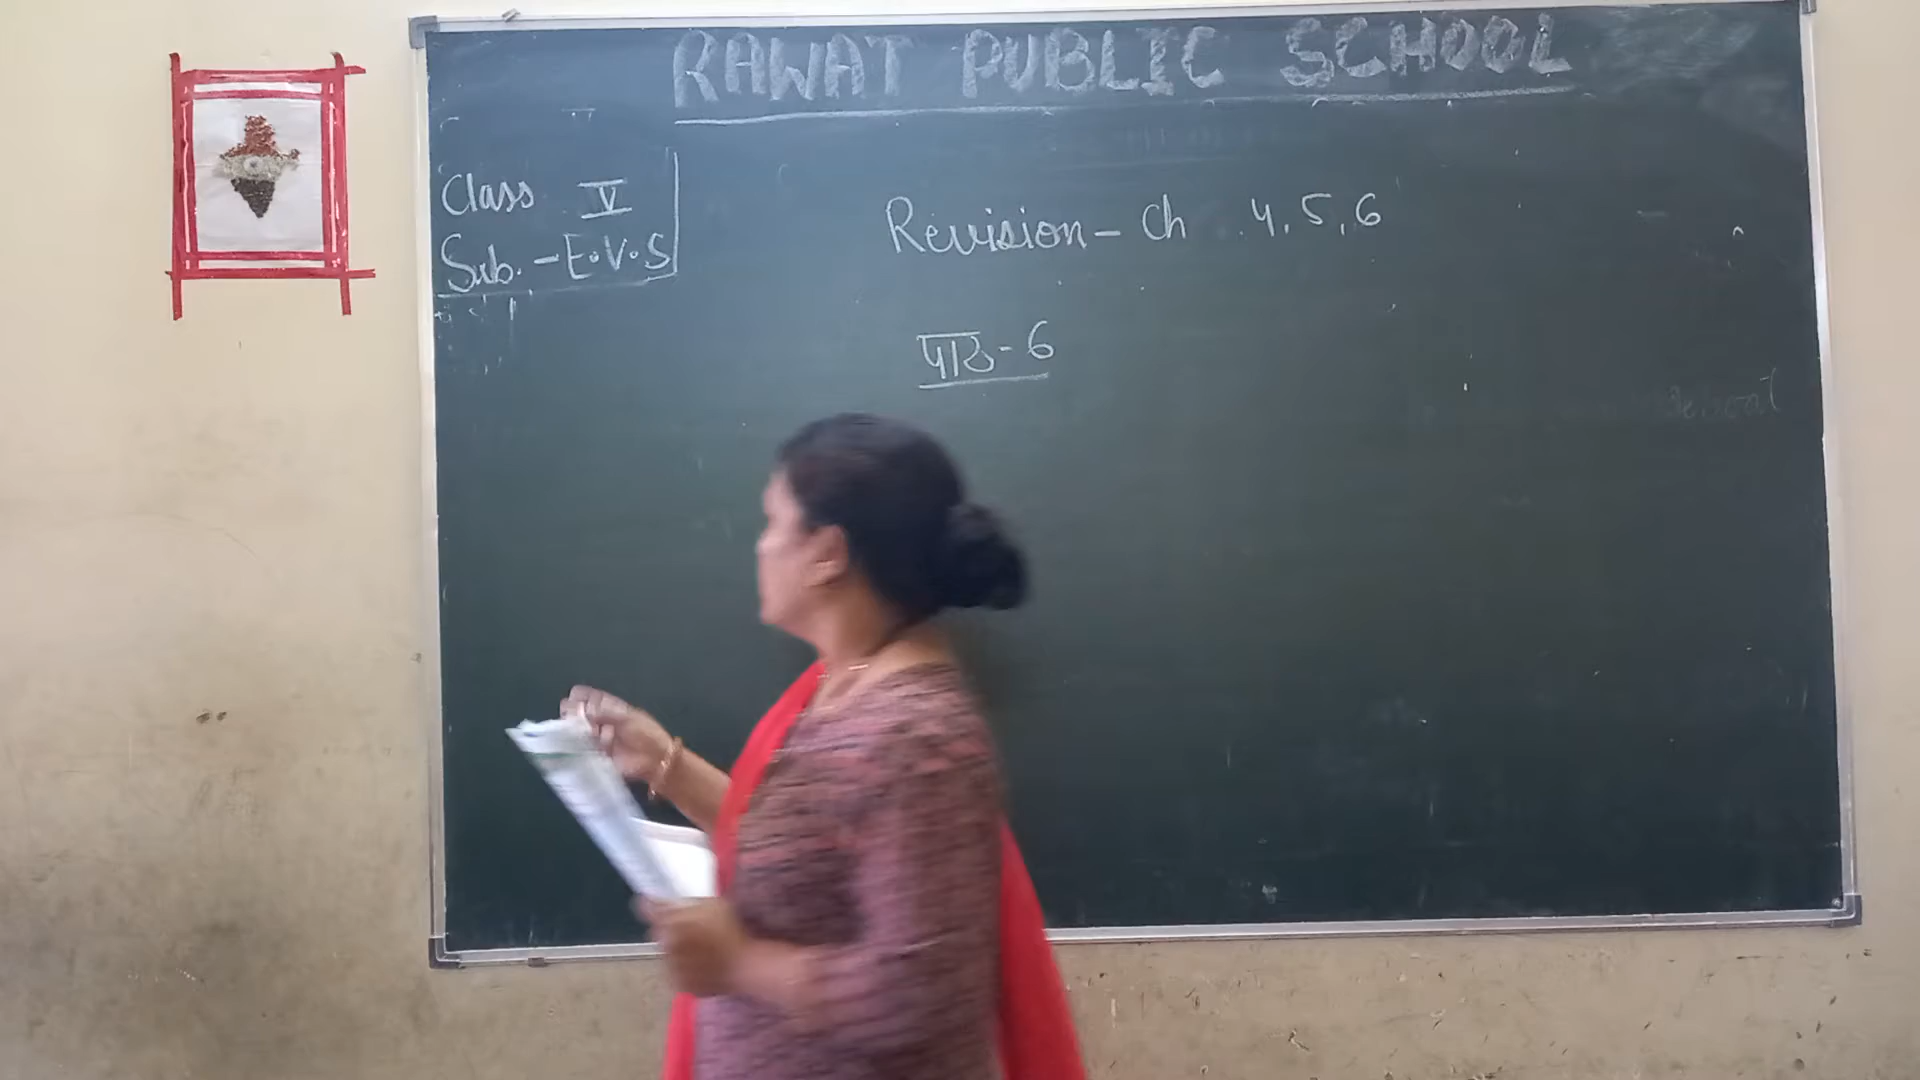 RAWAT PUBLIC SCHOOL
Class V
Sub. - E.V.S
Revision - Ch 4, 5, 6
पाठ - 6